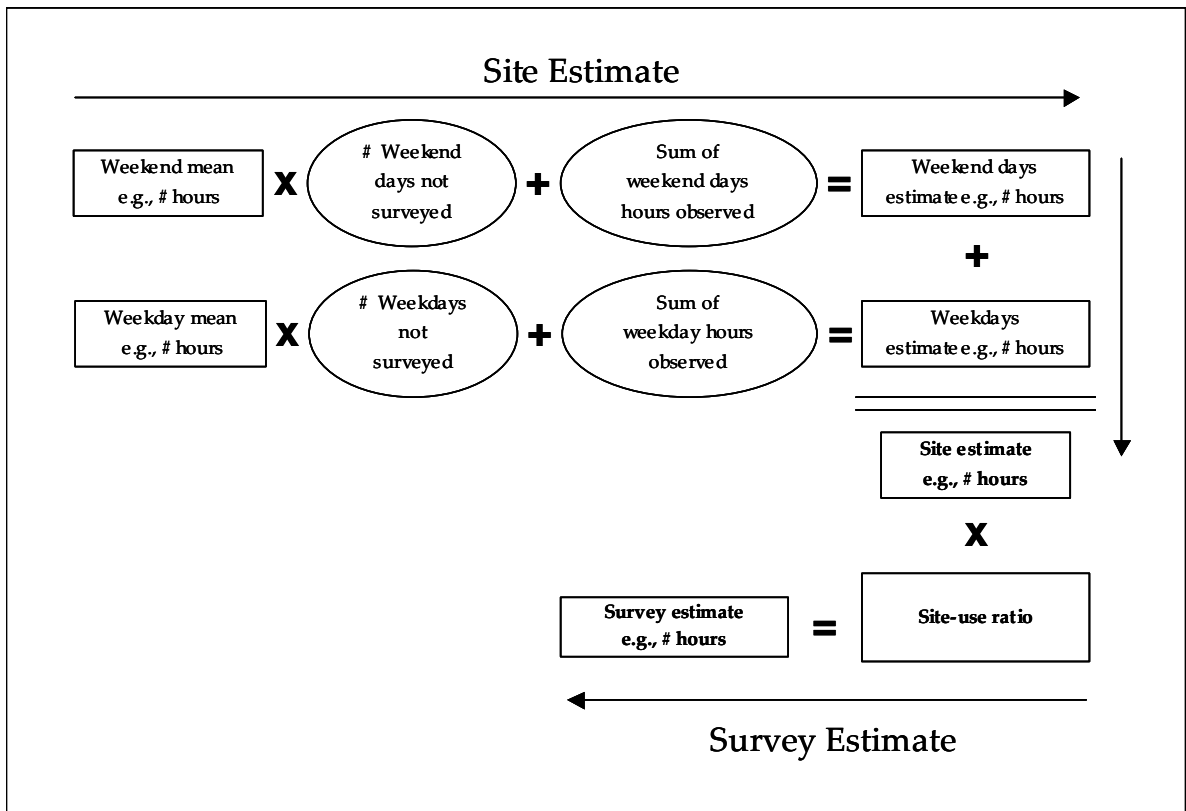 Site Estimate
Weekend mean
e.g., # hours
X
# Weekend
days not
surveyed
+
Sum of
weekend days
hours observed
=
Weekend days
estimate e.g., # hours
+
Weekday mean
e.g., # hours
X
# Weekdays
not
surveyed
+
Sum of
weekday hours
observed
=
Weekdays
estimate e.g., # hours
Site estimate
e.g., # hours
X
Survey estimate
e.g., # hours
=
Site-use ratio
Survey Estimate